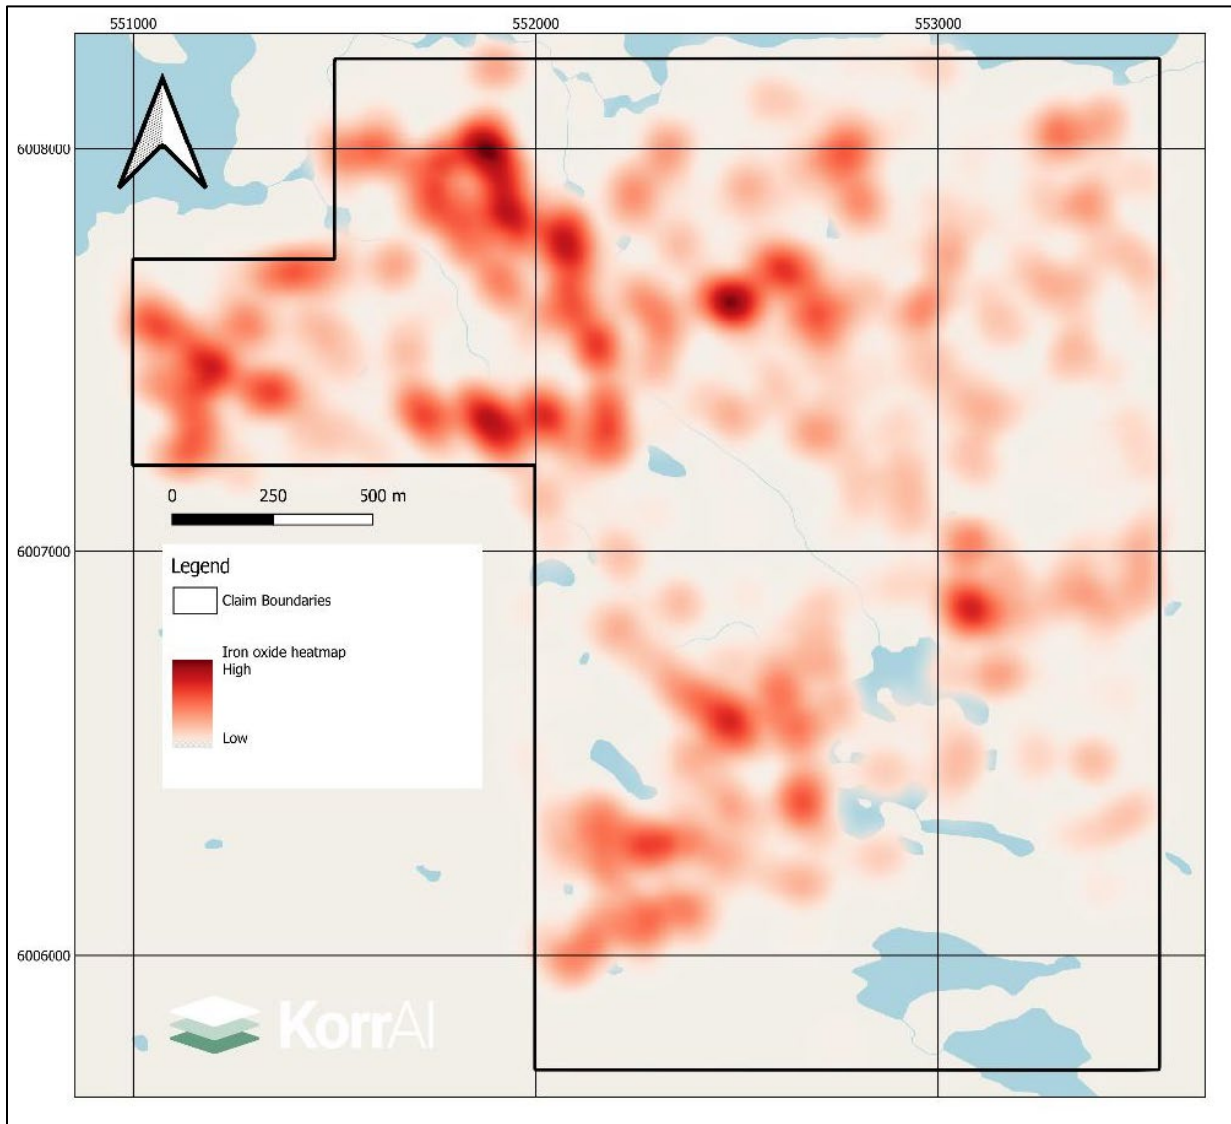 551000 552000 553000
6008000
0 250 500 m
6007000
Legend
Claim Boundaries
Iron oxide heatmap
High
Low
6006000
KorrAI